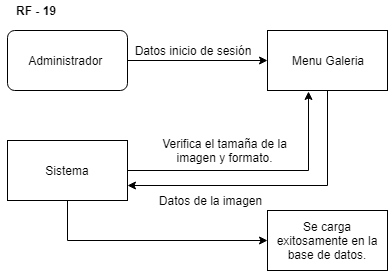 RF - 19
Datos inicio de sesión
Administrador
Menu Galeria
Verifica el tamaña de la
imagen y formato.
Sistema
Datos de la imagen
Se carga
exitosamente en la
base de datos.